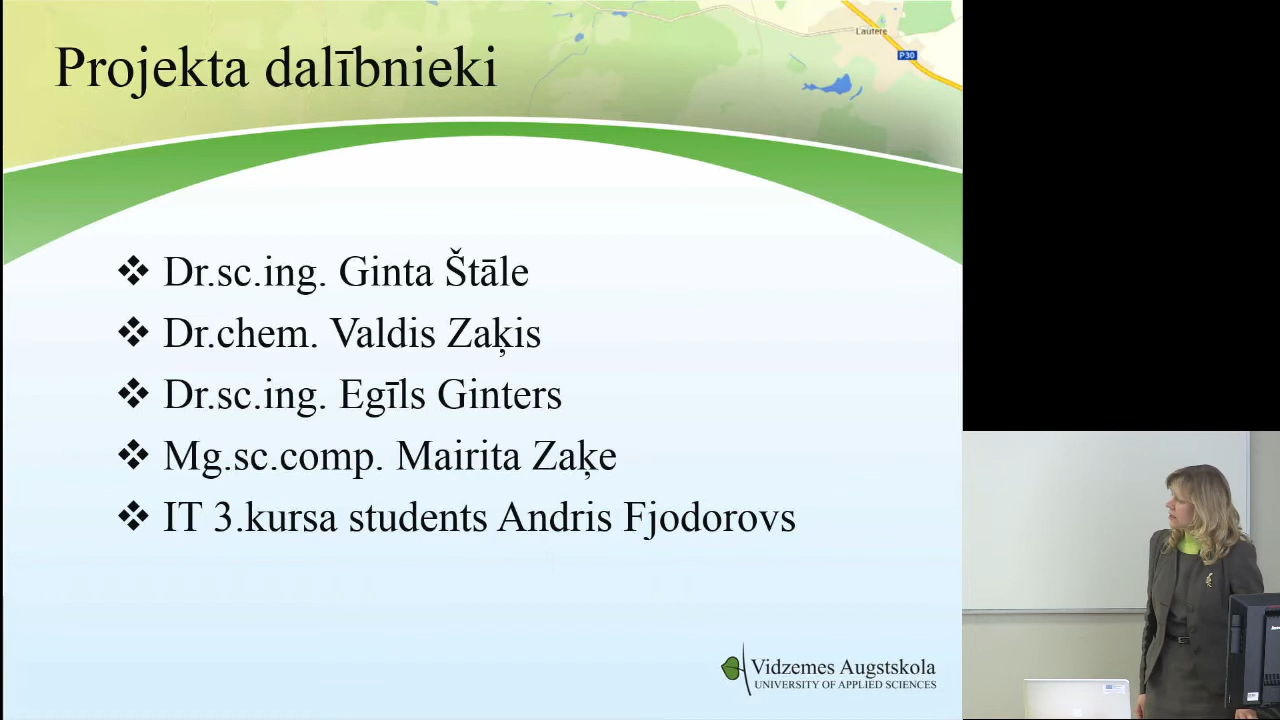 Projekta dalībnieki
Lautere
P30
Dr.sc.ing. Ginta Štāle
Dr.chem. Valdis Zaķis
Dr.sc.ing. Egīls Ginters
Mg.sc.comp. Mairita Zaķe
IT 3.kursa students Andris Fjodorovs
Vidzemes Augstskola
UNIVERSITY OF APPLIED SCIENCES